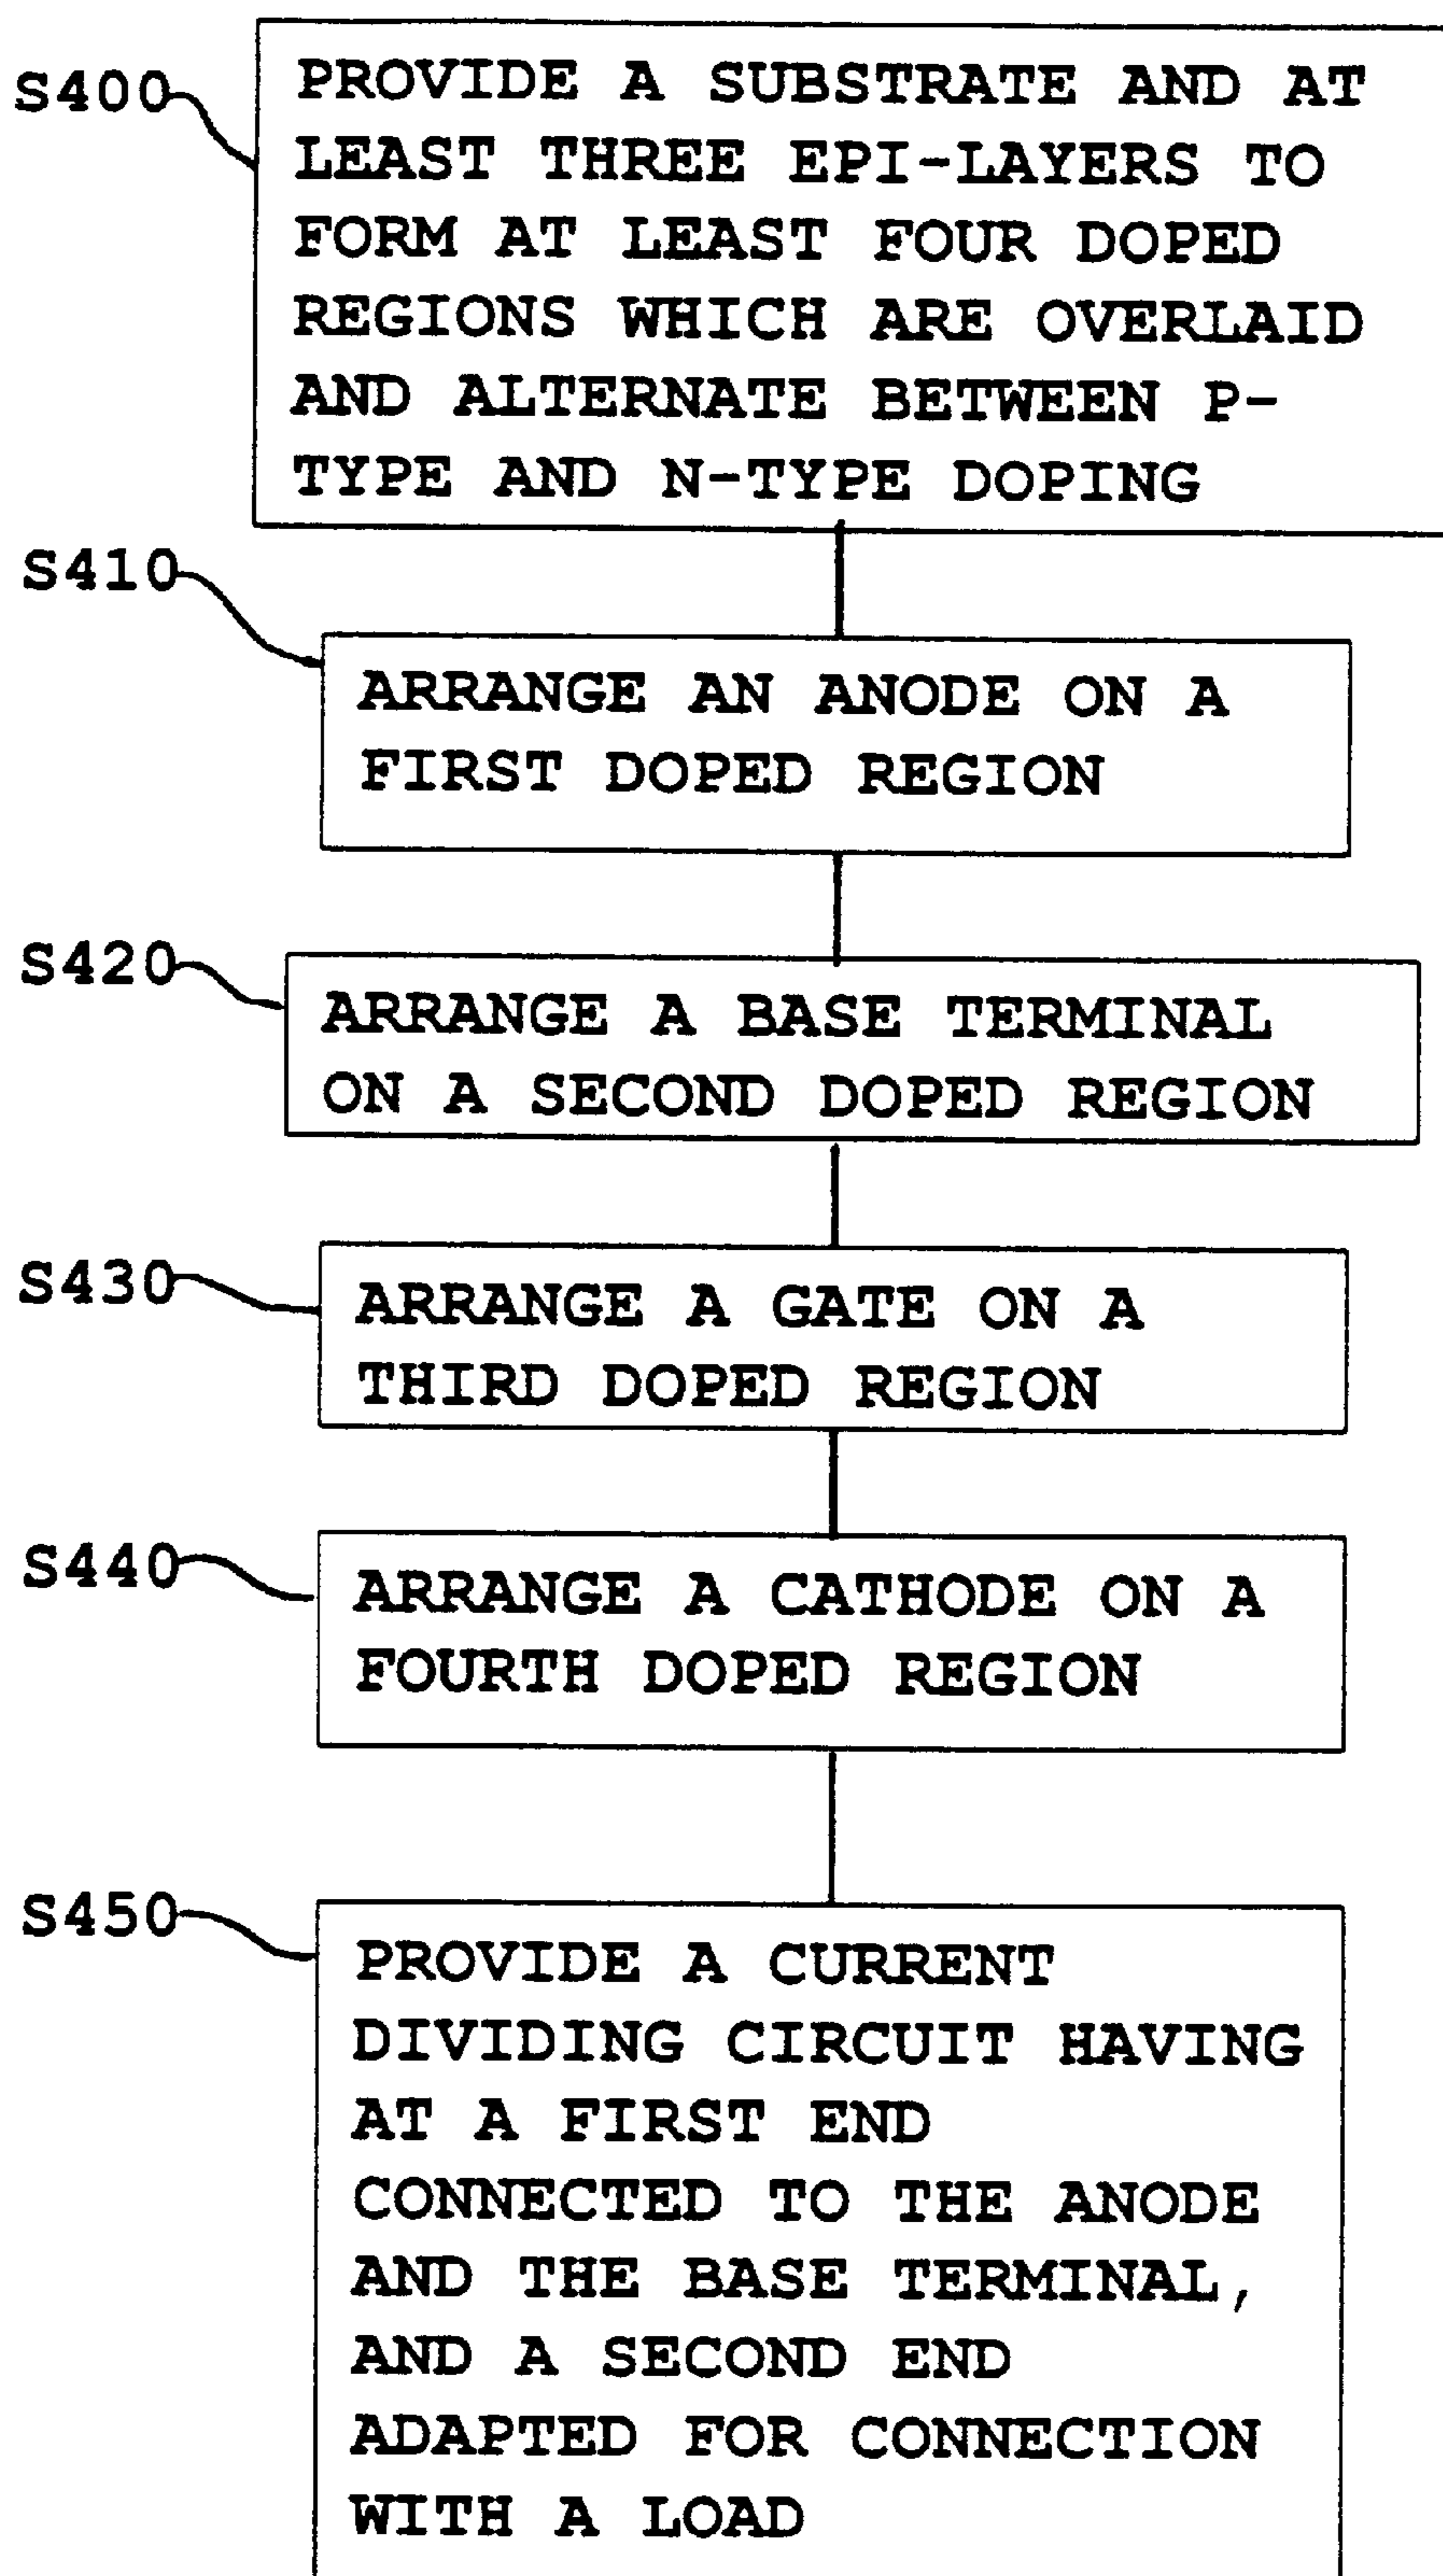 S400
PROVIDE A SUBSTRATE AND AT
LEAST THREE EPI-LAYERS TO
FORM AT LEAST FOUR DOPED
REGIONS WHICH ARE OVERLAID
AND ALTERNATE BETWEEN P-
TYPE AND N-TYPE DOPING
S410
ARRANGE AN ANODE ON A
FIRST DOPED REGION
S420
ARRANGE A BASE TERMINAL
ON A SECOND DOPED REGION
S430
ARRANGE A GATE ON A
THIRD DOPED REGION
S440
ARRANGE A CATHODE ON A
FOURTH DOPED REGION
S450
PROVIDE A CURRENT
DIVIDING CIRCUIT HAVING
AT A FIRST END
CONNECTED TO THE ANODE
AND THE BASE TERMINAL,
AND A SECOND END
ADAPTED FOR CONNECTION
WITH A LOAD